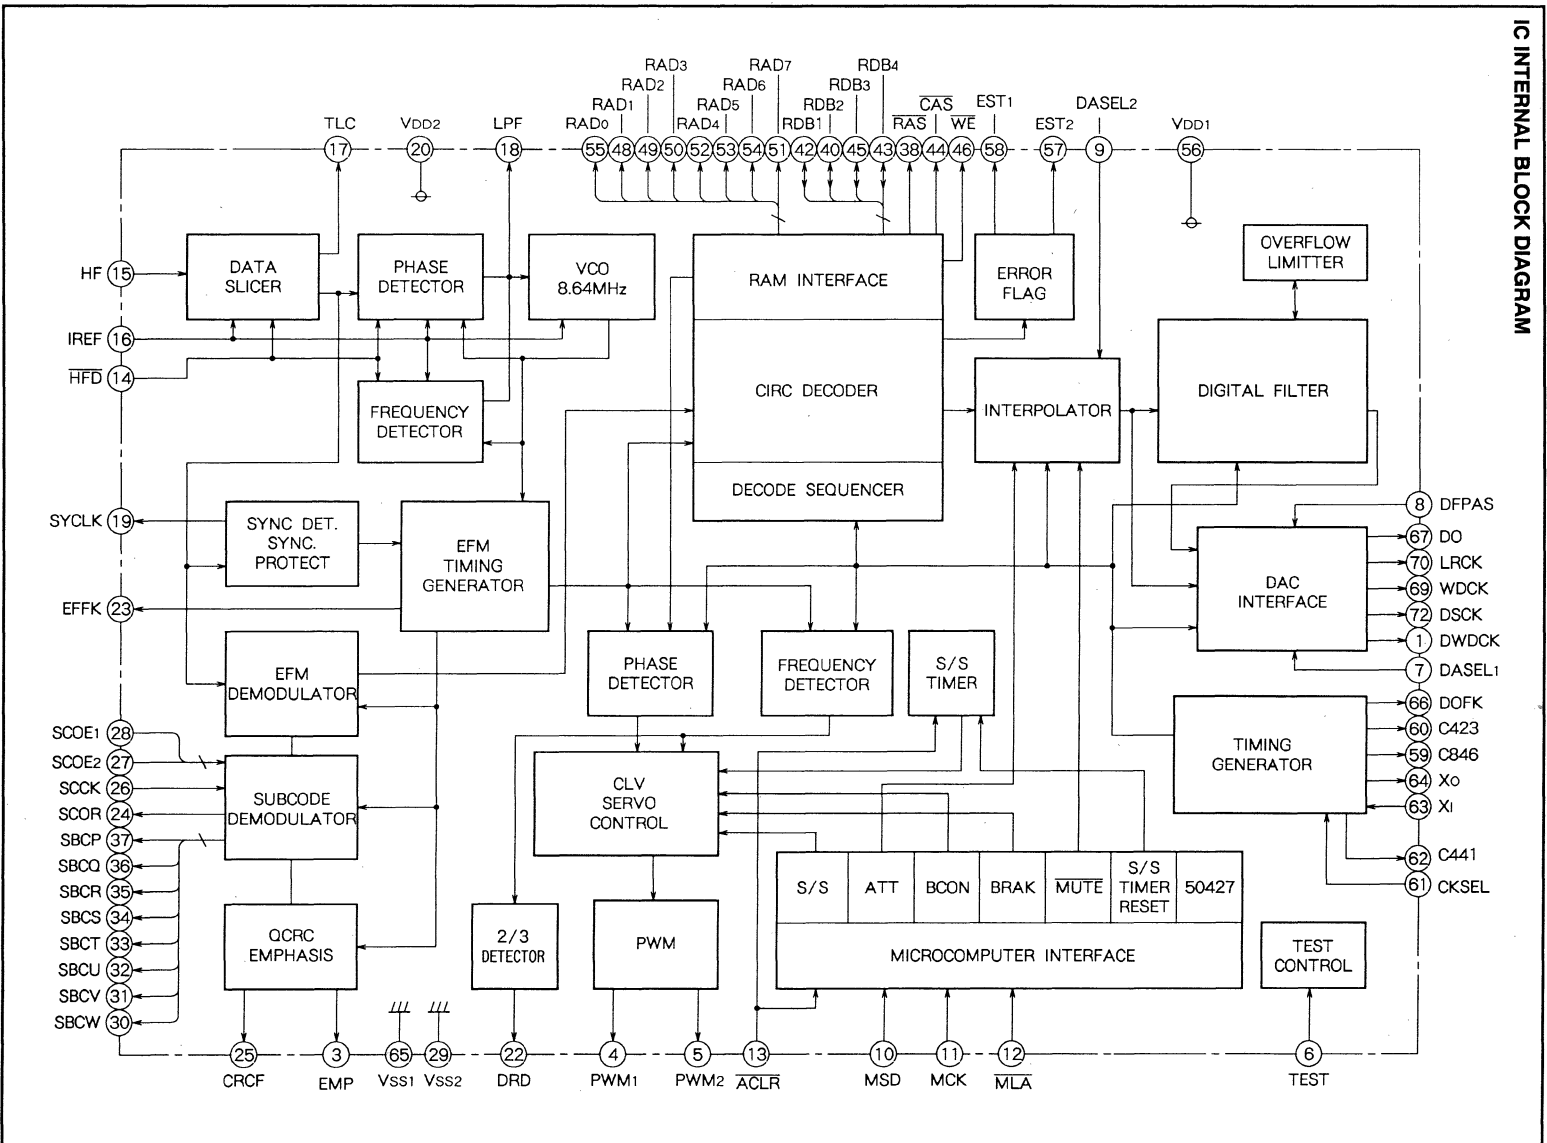 IC INTERNAL BLOCK DIAGRAM
RAD3
RAD7
RDB4
RAD2
RAD6
RDB3
RAD1
RAD5
RDB2
CAS
EST1
DASEL2
TLC
VDD2
LPF
RAD0
RAD4
RDB1
RAS
WE
EST2
VDD1
17
20
18
55
48
49
50
52
53
54
51
42
40
45
43
38
44
46
58
57
9
56
HF 15
IREF 16
HFD 14
DATA
SLICER
PHASE
DETECTOR
VCO
8.64MHz
RAM INTERFACE
ERROR
FLAG
OVERFLOW
LIMITTER
FREQUENCY
DETECTOR
CIRC DECODER
INTERPOLATOR
DIGITAL FILTER
DECODE SEQUENCER
SYCLK 19
SYNC DET.
SYNC.
PROTECT
EFM
TIMING
GENERATOR
EFFK 23
DAC
INTERFACE
8 DFPAS
67 DO
70 LRCK
69 WDCK
72 DSCK
1 DWDCK
7 DASEL1
EFM
DEMODULATOR
PHASE
DETECTOR
FREQUENCY
DETECTOR
S/S
TIMER
TIMING
GENERATOR
66 DOFK
60 C423
59 C846
64 XO
63 XI
62 C441
61 CKSEL
SCOE1 28
SCOE2 27
SCCK 26
SCOR 24
SBCP 37
SBCQ 36
SBCR 35
SBCS 34
SBCT 33
SBCU 32
SBCV 31
SBCW 30
SUBCODE
DEMODULATOR
CLV
SERVO
CONTROL
S/S
ATT
BCON
BRAK
MUTE
S/S
TIMER
RESET
50427
MICROCOMPUTER INTERFACE
QCRC
EMPHASIS
2/3
DETECTOR
PWM
TEST
CONTROL
25
3
65
29
22
4
5
13
10
11
12
6
CRCF
EMP
VSS1
VSS2
DRD
PWM1
PWM2
ACLR
MSD
MCK
MLA
TEST